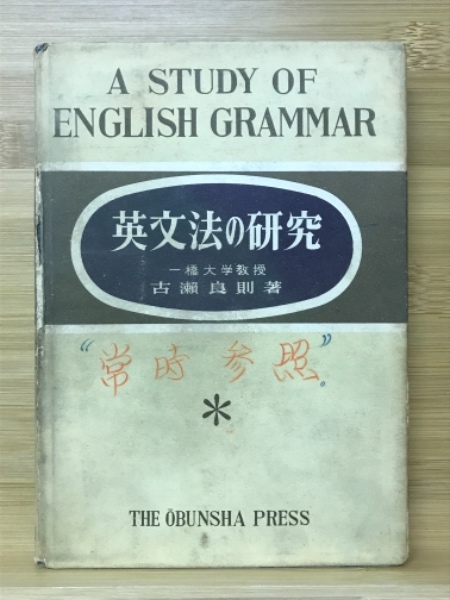 A STUDY OF
ENGLISH GRAMMAR
英文法の研究
一橋大学教授
古瀬良則著
“常時参照”。
*
THE ŌBUNSHA PRESS